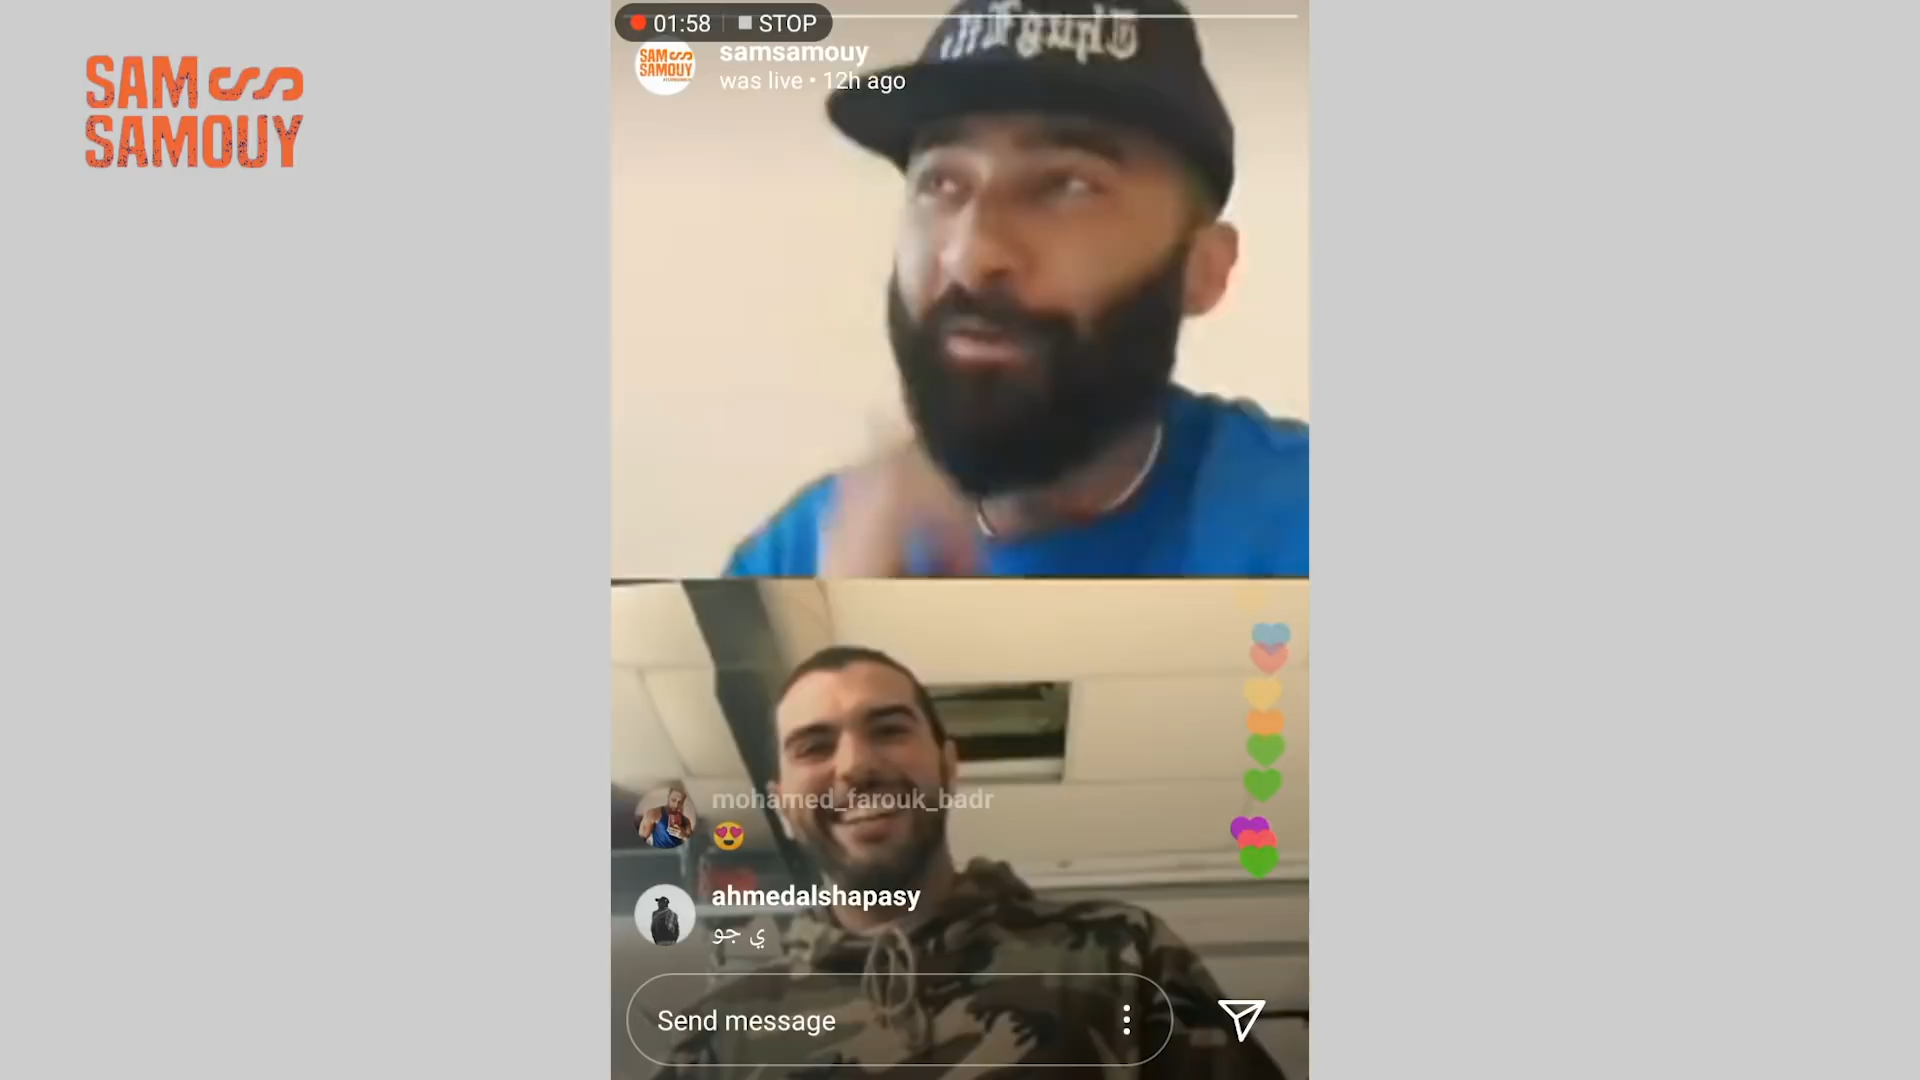 SAM
SAMOUY
01:58 STOP
SAM
SAMOUY
samsamouy
was live • 12h ago
mohamed_farouk_badr
😍
ahmedalshapasy
ي جو
Send message